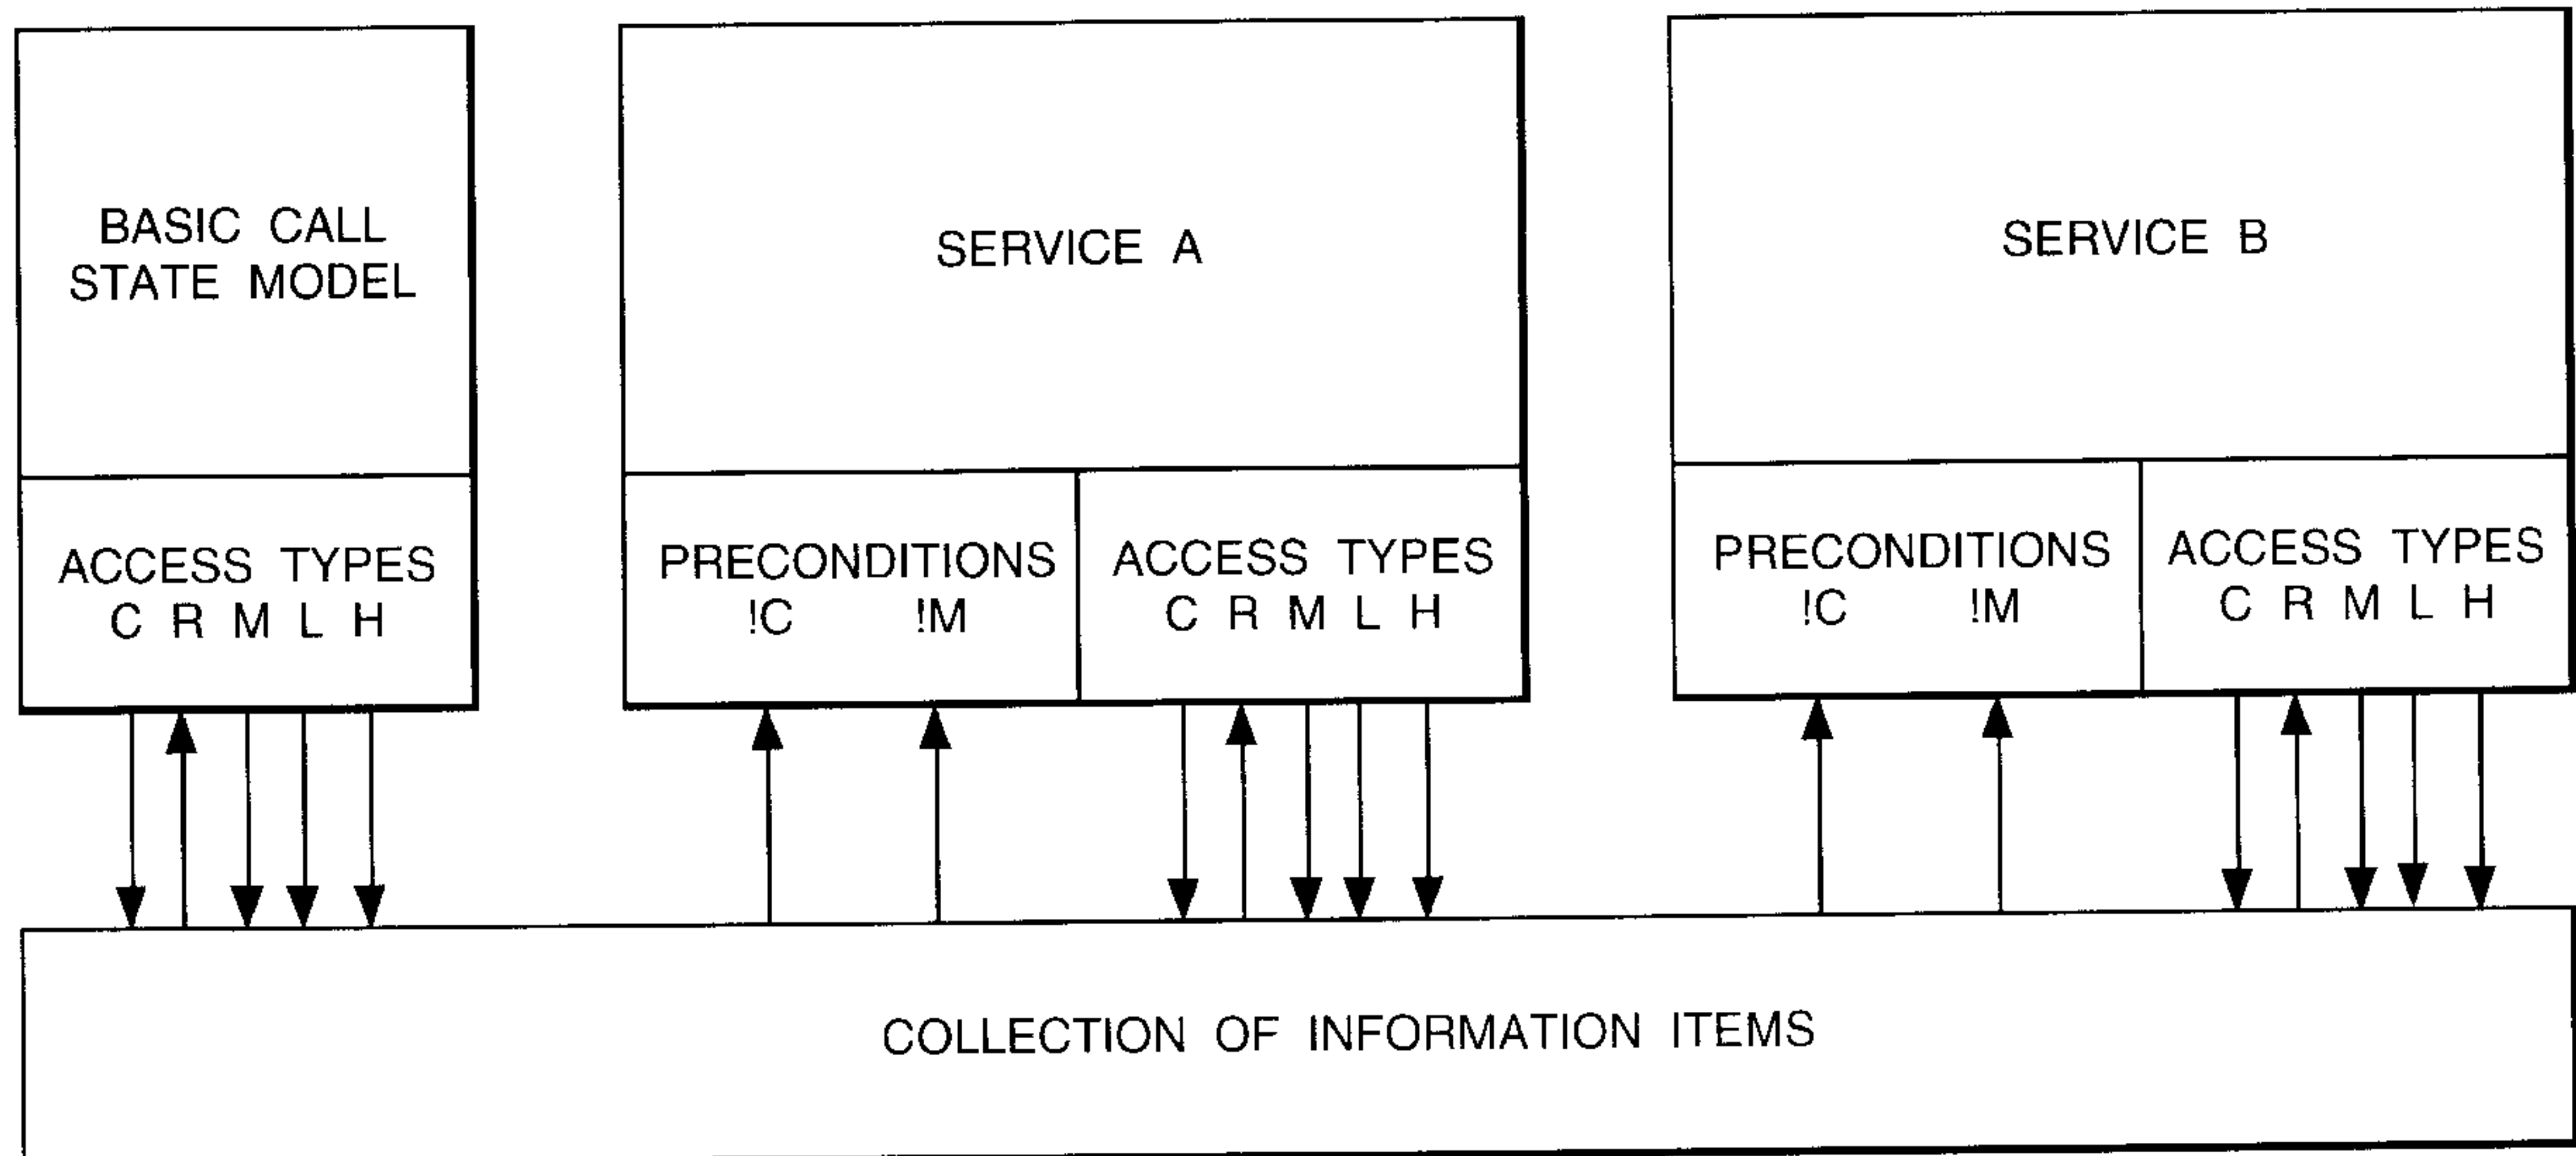 BASIC CALL
STATE MODEL
ACCESS TYPES
C R M L H
SERVICE A
PRECONDITIONS
!C !M
ACCESS TYPES
C R M L H
SERVICE B
PRECONDITIONS
!C !M
ACCESS TYPES
C R M L H
COLLECTION OF INFORMATION ITEMS